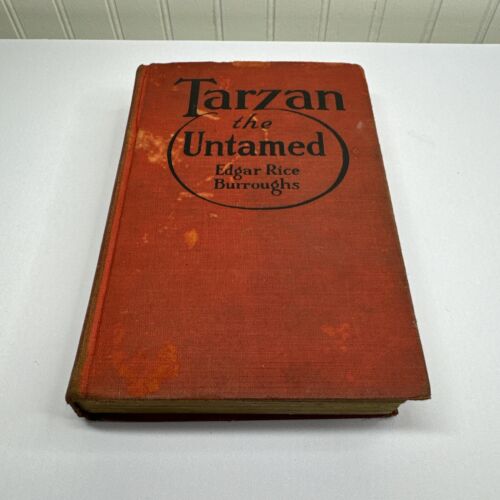 Tarzan
the
Untamed
Edgar Rice
Burroughs